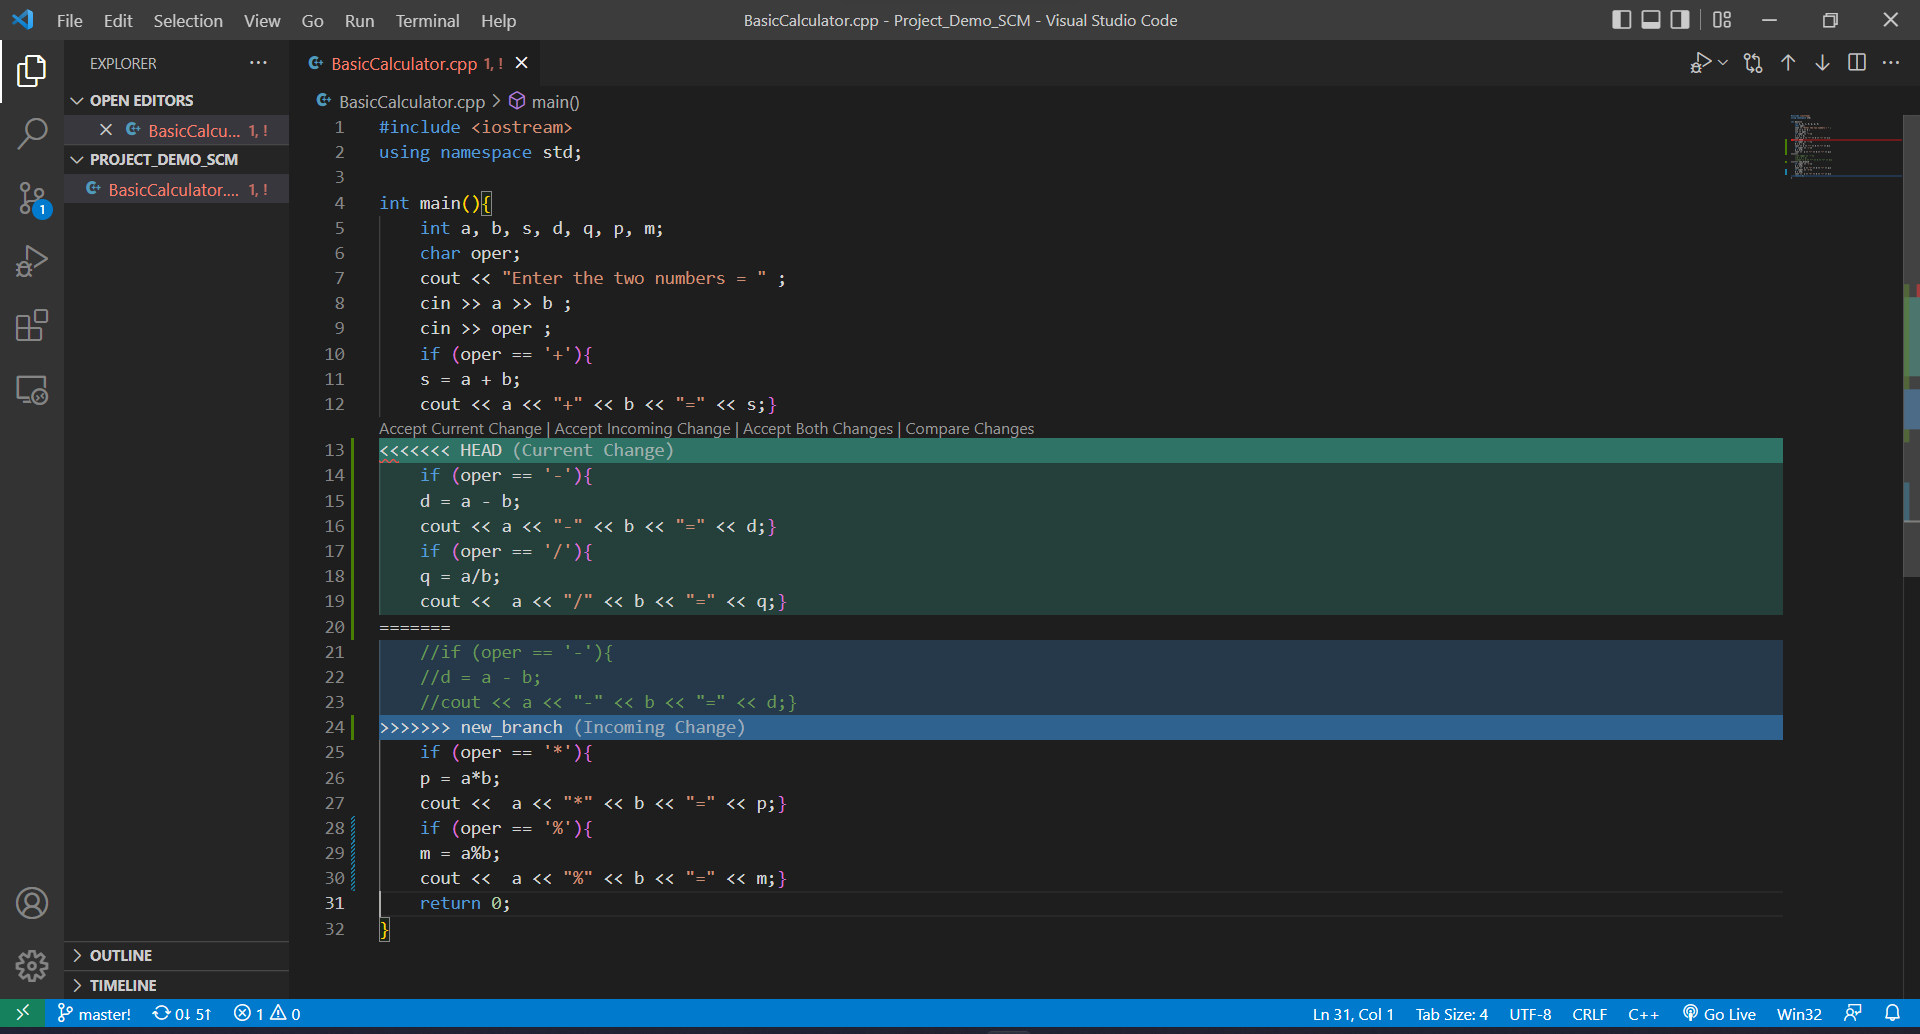 File Edit Selection View Go Run Terminal Help BasicCalculator.cpp - Project_Demo_SCM - Visual Studio Code
EXPLORER ...
OPEN EDITORS
BasicCalcu... 1, !
PROJECT_DEMO_SCM
BasicCalculator.... 1, !
1
OUTLINE
TIMELINE
BasicCalculator.cpp 1, !
BasicCalculator.cpp > main()
1 #include <iostream>
2 using namespace std;
3
4 int main(){
5 int a, b, s, d, q, p, m;
6 char oper;
7 cout << "Enter the two numbers = " ;
8 cin >> a >> b ;
9 cin >> oper ;
10 if (oper == '+'){
11 s = a + b;
12 cout << a << "+" << b << "=" << s;}
Accept Current Change | Accept Incoming Change | Accept Both Changes | Compare Changes
13 <<<<<<< HEAD (Current Change)
14 if (oper == '-'){
15 d = a - b;
16 cout << a << "-" << b << "=" << d;}
17 if (oper == '/'){
18 q = a/b;
19 cout <<  a << "/" << b << "=" << q;}
20 =======
21 //if (oper == '-'){
22 //d = a - b;
23 //cout << a << "-" << b << "=" << d;}
24 >>>>>>> new_branch (Incoming Change)
25 if (oper == '*'){
26 p = a*b;
27 cout <<  a << "*" << b << "=" << p;}
28 if (oper == '%'){
29 m = a%b;
30 cout <<  a << "%" << b << "=" << m;}
31 return 0;
32 }
master! 0↓ 5↑ 1 0 Ln 31, Col 1 Tab Size: 4 UTF-8 CRLF C++ Go Live Win32